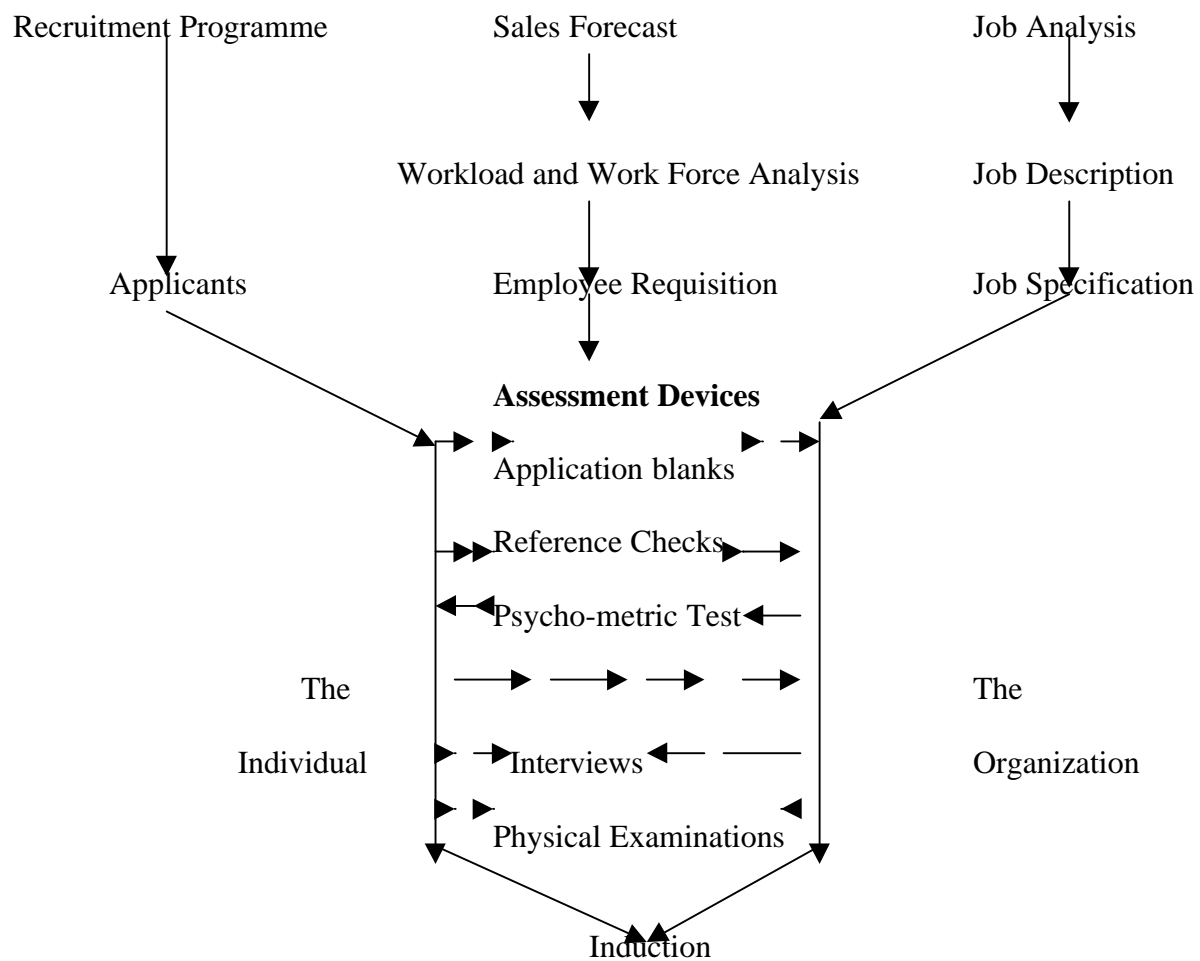 Recruitment Programme
Sales Forecast
Job Analysis
Workload and Work Force Analysis
Job Description
Applicants
Employee Requisition
Job Specification
Assessment Devices
Application blanks
Reference Checks
Psycho-metric Test
The
Individual
The
Organization
Interviews
Physical Examinations
Induction